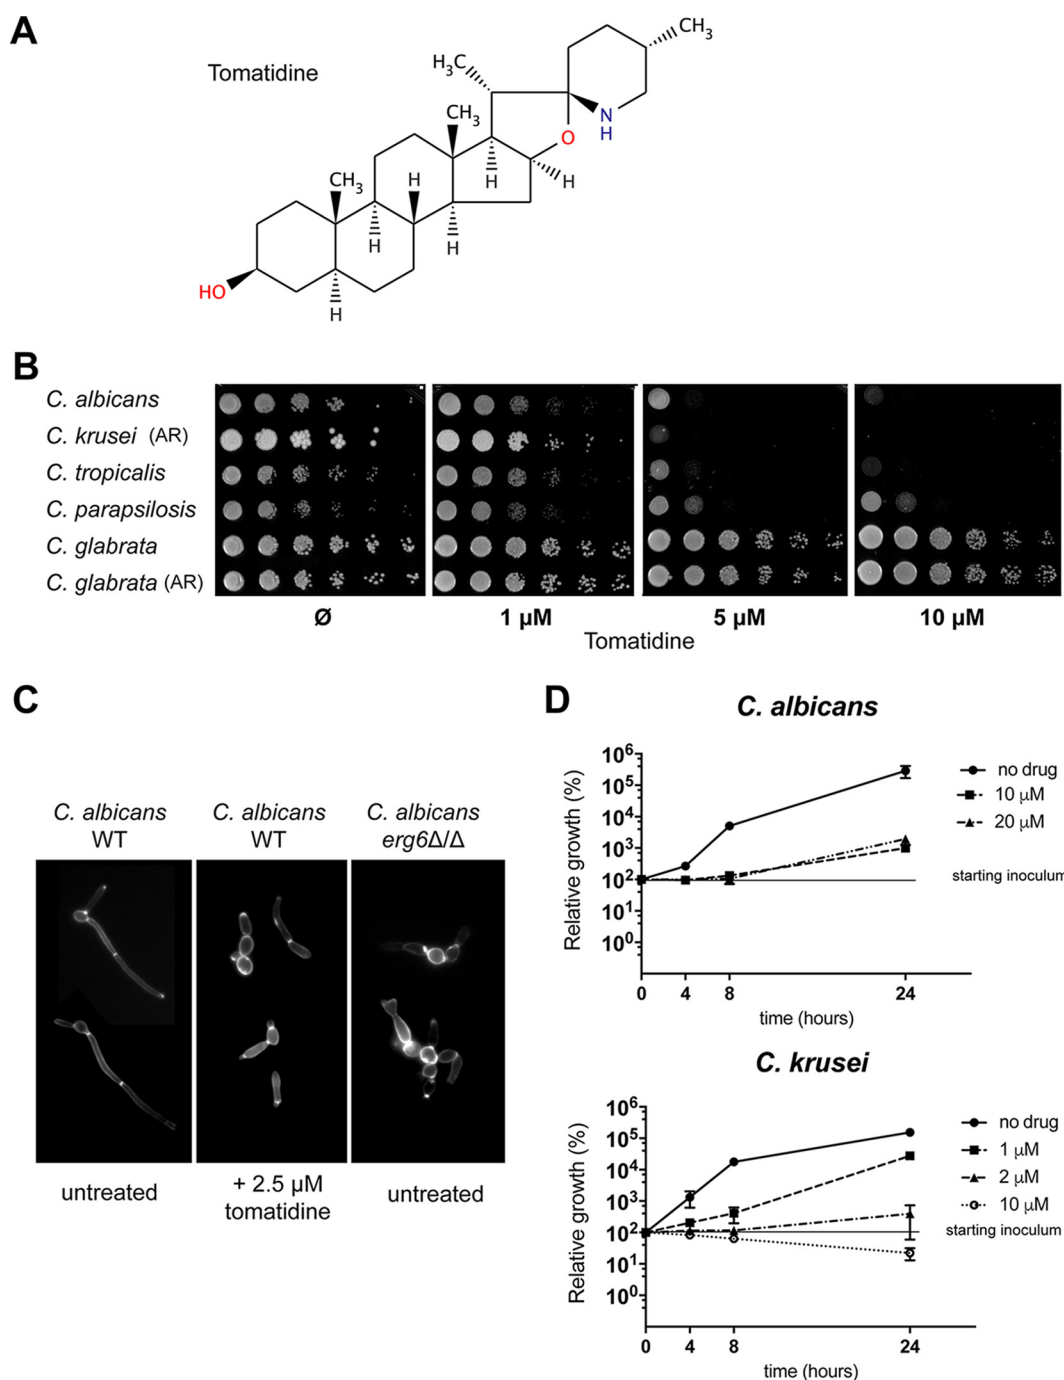 A
Tomatidine
H₃C
CH₃
CH₃
CH₃
NH
O
H
H
H
H
H
HO
H
B
C. albicans
C. krusei (AR)
C. tropicalis
C. parapsilosis
C. glabrata
C. glabrata (AR)
Ø 1 µM 5 µM 10 µM
Tomatidine
C
C. albicans WT
C. albicans WT
C. albicans erg6Δ/Δ
untreated
+ 2.5 µM tomatidine
untreated
D
C. albicans
Relative growth (%)
10⁶
10⁵
10⁴
10³
10²
10¹
10⁰
0 4 8 24
time (hours)
no drug
10 µM
20 µM
starting inoculum
C. krusei
Relative growth (%)
10⁶
10⁵
10⁴
10³
10²
10¹
10⁰
0 4 8 24
time (hours)
no drug
1 µM
2 µM
10 µM
starting inoculum